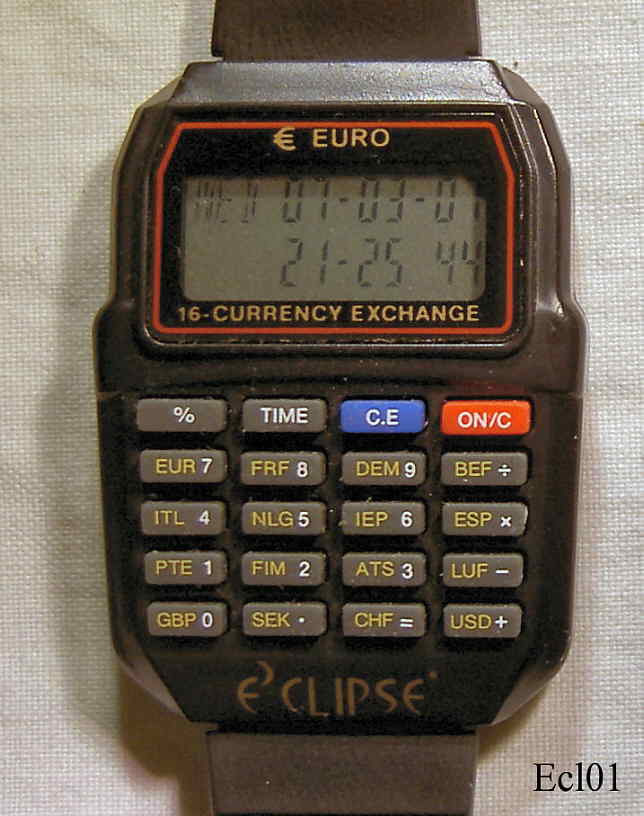 € EURO
WED 07-03-01
21-25 44
16-CURRENCY EXCHANGE
% TIME C.E ON/C
EUR 7 FRF 8 DEM 9 BEF ÷
ITL 4 NLG 5 IEP 6 ESP ×
PTE 1 FIM 2 ATS 3 LUF −
GBP 0 SEK · CHF = USD +
E'CLIPSE
Ecl01